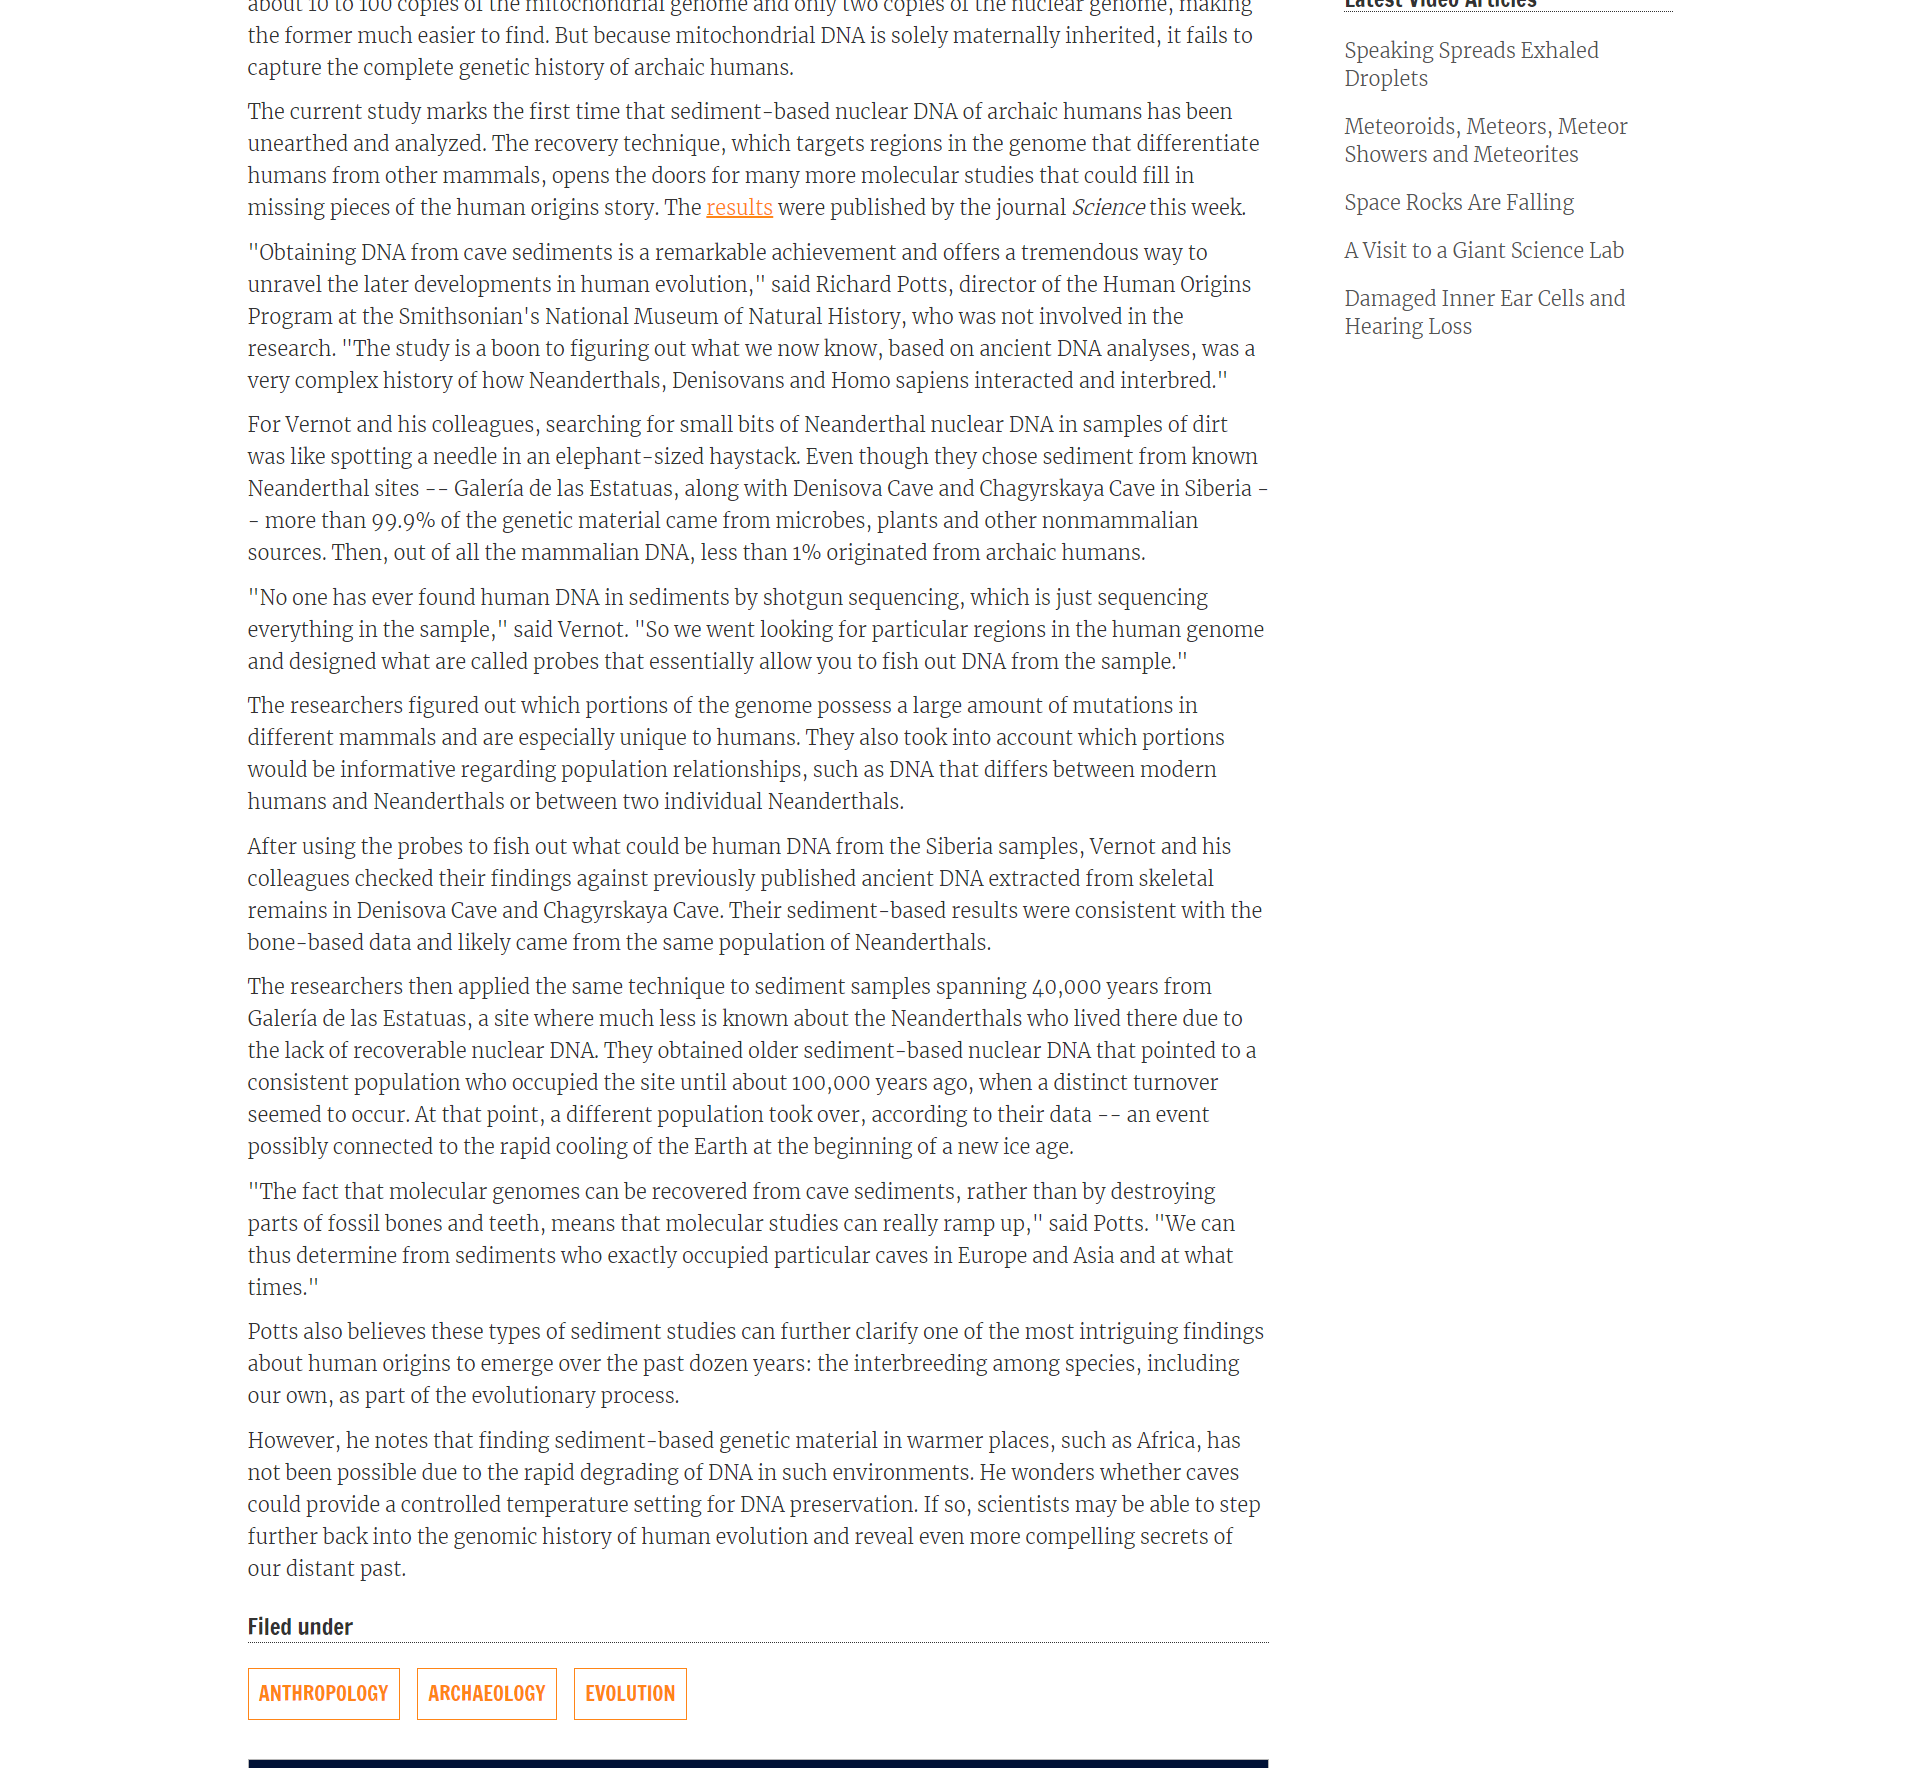 about 10 to 100 copies of the mitochondrial genome and only two copies of the nuclear genome, making
the former much easier to find. But because mitochondrial DNA is solely maternally inherited, it fails to
capture the complete genetic history of archaic humans.
The current study marks the first time that sediment-based nuclear DNA of archaic humans has been
unearthed and analyzed. The recovery technique, which targets regions in the genome that differentiate
humans from other mammals, opens the doors for many more molecular studies that could fill in
missing pieces of the human origins story. The results were published by the journal Science this week.
"Obtaining DNA from cave sediments is a remarkable achievement and offers a tremendous way to
unravel the later developments in human evolution," said Richard Potts, director of the Human Origins
Program at the Smithsonian's National Museum of Natural History, who was not involved in the
research. "The study is a boon to figuring out what we now know, based on ancient DNA analyses, was a
very complex history of how Neanderthals, Denisovans and Homo sapiens interacted and interbred."
For Vernot and his colleagues, searching for small bits of Neanderthal nuclear DNA in samples of dirt
was like spotting a needle in an elephant-sized haystack. Even though they chose sediment from known
Neanderthal sites -- Galería de las Estatuas, along with Denisova Cave and Chagyrskaya Cave in Siberia -
- more than 99.9% of the genetic material came from microbes, plants and other nonmammalian
sources. Then, out of all the mammalian DNA, less than 1% originated from archaic humans.
"No one has ever found human DNA in sediments by shotgun sequencing, which is just sequencing
everything in the sample," said Vernot. "So we went looking for particular regions in the human genome
and designed what are called probes that essentially allow you to fish out DNA from the sample."
The researchers figured out which portions of the genome possess a large amount of mutations in
different mammals and are especially unique to humans. They also took into account which portions
would be informative regarding population relationships, such as DNA that differs between modern
humans and Neanderthals or between two individual Neanderthals.
After using the probes to fish out what could be human DNA from the Siberia samples, Vernot and his
colleagues checked their findings against previously published ancient DNA extracted from skeletal
remains in Denisova Cave and Chagyrskaya Cave. Their sediment-based results were consistent with the
bone-based data and likely came from the same population of Neanderthals.
The researchers then applied the same technique to sediment samples spanning 40,000 years from
Galería de las Estatuas, a site where much less is known about the Neanderthals who lived there due to
the lack of recoverable nuclear DNA. They obtained older sediment-based nuclear DNA that pointed to a
consistent population who occupied the site until about 100,000 years ago, when a distinct turnover
seemed to occur. At that point, a different population took over, according to their data -- an event
possibly connected to the rapid cooling of the Earth at the beginning of a new ice age.
"The fact that molecular genomes can be recovered from cave sediments, rather than by destroying
parts of fossil bones and teeth, means that molecular studies can really ramp up," said Potts. "We can
thus determine from sediments who exactly occupied particular caves in Europe and Asia and at what
times."
Potts also believes these types of sediment studies can further clarify one of the most intriguing findings
about human origins to emerge over the past dozen years: the interbreeding among species, including
our own, as part of the evolutionary process.
However, he notes that finding sediment-based genetic material in warmer places, such as Africa, has
not been possible due to the rapid degrading of DNA in such environments. He wonders whether caves
could provide a controlled temperature setting for DNA preservation. If so, scientists may be able to step
further back into the genomic history of human evolution and reveal even more compelling secrets of
our distant past.
Filed under
ANTHROPOLOGY
ARCHAEOLOGY
EVOLUTION
Latest Video Articles
Speaking Spreads Exhaled
Droplets
Meteoroids, Meteors, Meteor
Showers and Meteorites
Space Rocks Are Falling
A Visit to a Giant Science Lab
Damaged Inner Ear Cells and
Hearing Loss